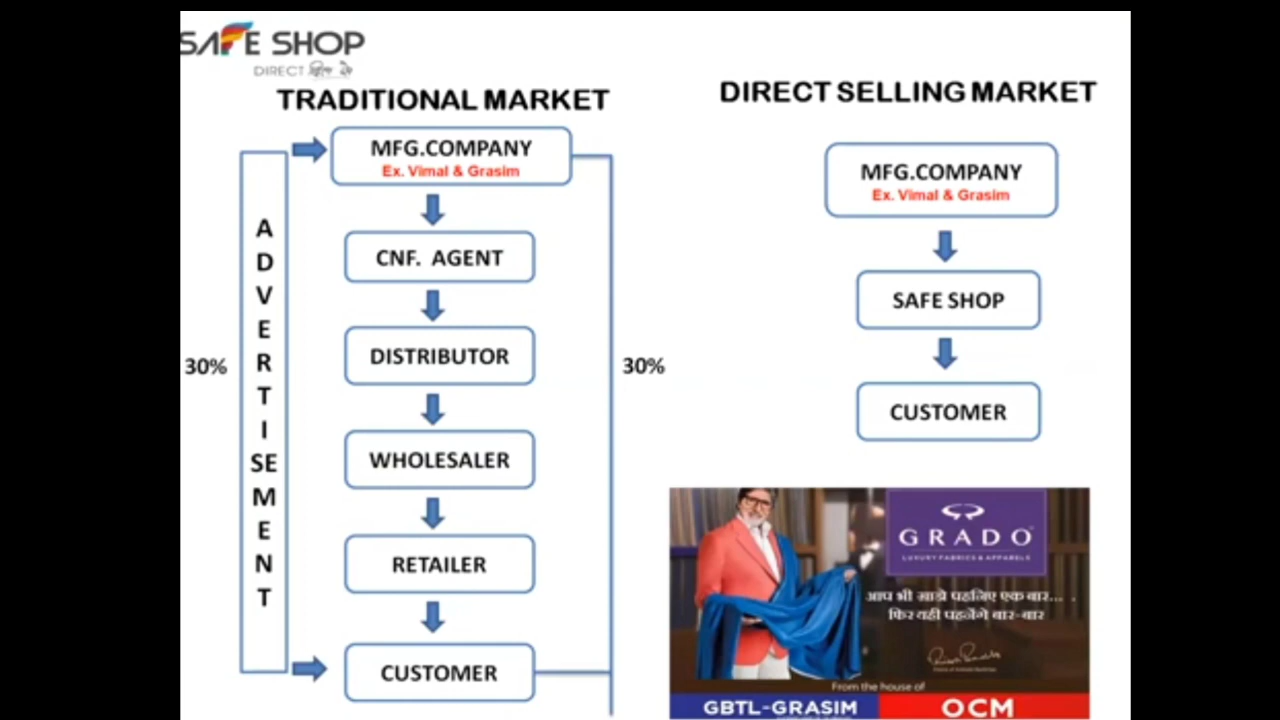 SAFE SHOP
DIRECT दिल से
TRADITIONAL MARKET
MFG.COMPANY
Ex. Vimal & Grasim
CNF. AGENT
DISTRIBUTOR
WHOLESALER
RETAILER
CUSTOMER
ADVERTISEMENT
30%
30%
DIRECT SELLING MARKET
MFG.COMPANY
Ex. Vimal & Grasim
SAFE SHOP
CUSTOMER
GRADO
LUXURY FABRICS & APPARELS
आप भी ग्राडो पहनिए एक बार...
फिर यही पहनेंगे बार-बार
From the house of
GBTL-GRASIM
OCM